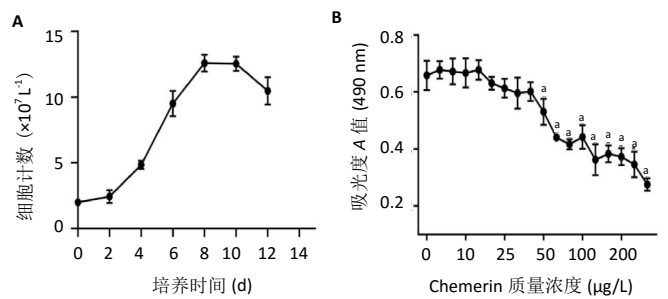 A
细胞计数 (×10⁷ L⁻¹)
15
10
5
0
0 2 4 6 8 10 12 14
培养时间 (d)
B
吸光度 A 值 (490 nm)
0.8
0.6
0.4
0.2
a a a a a a a a a
0 10 25 50 100 200
Chemerin 质量浓度 (μg/L)